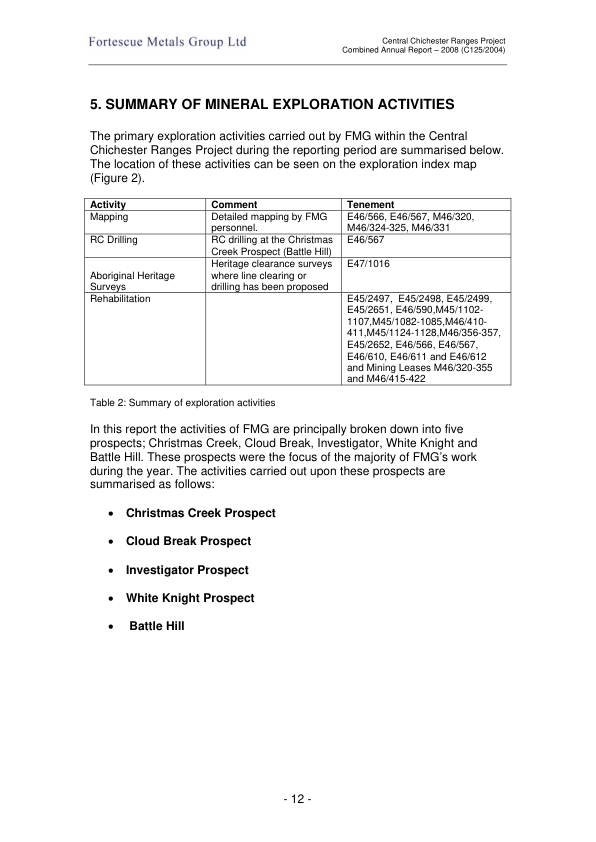 Fortescue Metals Group Ltd
Central Chichester Ranges Project
Combined Annual Report – 2008 (C125/2004)
5. SUMMARY OF MINERAL EXPLORATION ACTIVITIES
The primary exploration activities carried out by FMG within the Central
Chichester Ranges Project during the reporting period are summarised below.
The location of these activities can be seen on the exploration index map
(Figure 2).
Activity Comment Tenement
Mapping Detailed mapping by FMG E46/566, E46/567, M46/320,
personnel. M46/324-325, M46/331
RC Drilling RC drilling at the Christmas E46/567
Creek Prospect (Battle Hill)
Heritage clearance surveys E47/1016
Aboriginal Heritage where line clearing or
Surveys drilling has been proposed
Rehabilitation E45/2497, E45/2498, E45/2499,
E45/2651, E46/590,M45/1102-
1107,M45/1082-1085,M46/410-
411,M45/1124-1128,M46/356-357,
E45/2652, E46/566, E46/567,
E46/610, E46/611 and E46/612
and Mining Leases M46/320-355
and M46/415-422
Table 2: Summary of exploration activities
In this report the activities of FMG are principally broken down into five
prospects; Christmas Creek, Cloud Break, Investigator, White Knight and
Battle Hill. These prospects were the focus of the majority of FMG's work
during the year. The activities carried out upon these prospects are
summarised as follows:
• Christmas Creek Prospect
• Cloud Break Prospect
• Investigator Prospect
• White Knight Prospect
• Battle Hill
- 12 -